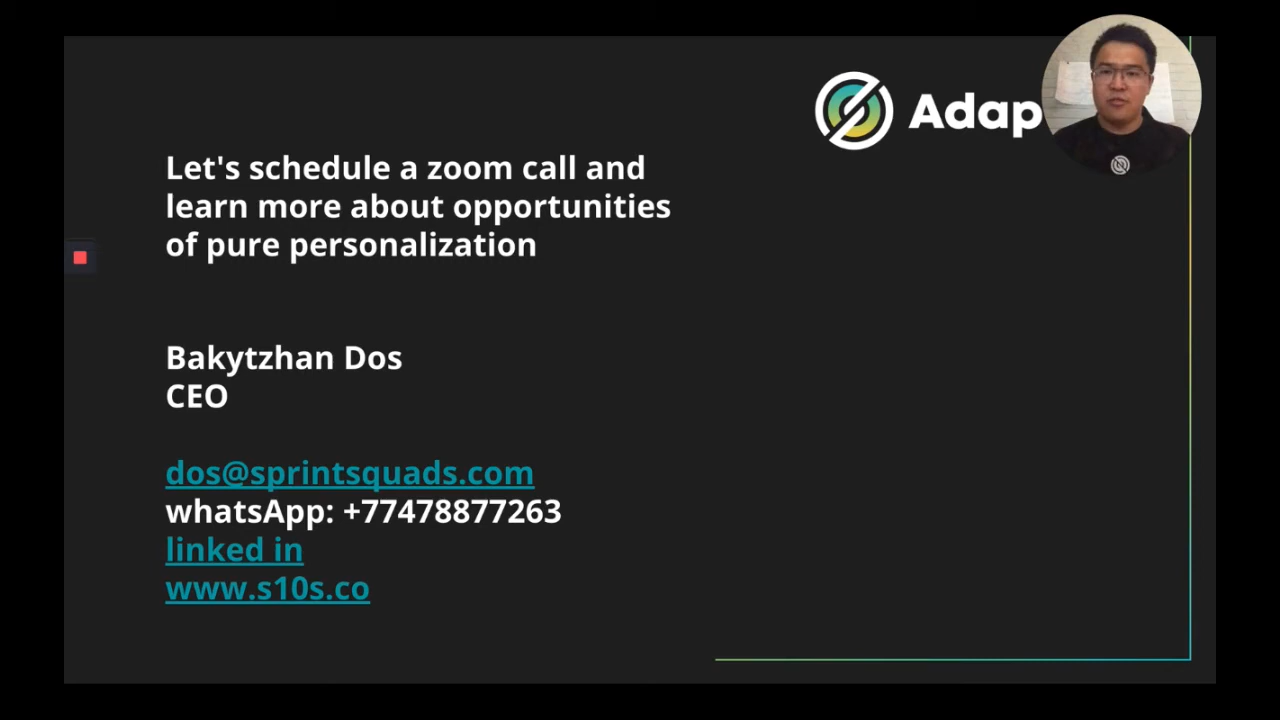 Adap
Let's schedule a zoom call and
learn more about opportunities
of pure personalization
Bakytzhan Dos
CEO
dos@sprintsquads.com
whatsApp: +77478877263
linked in
www.s10s.co